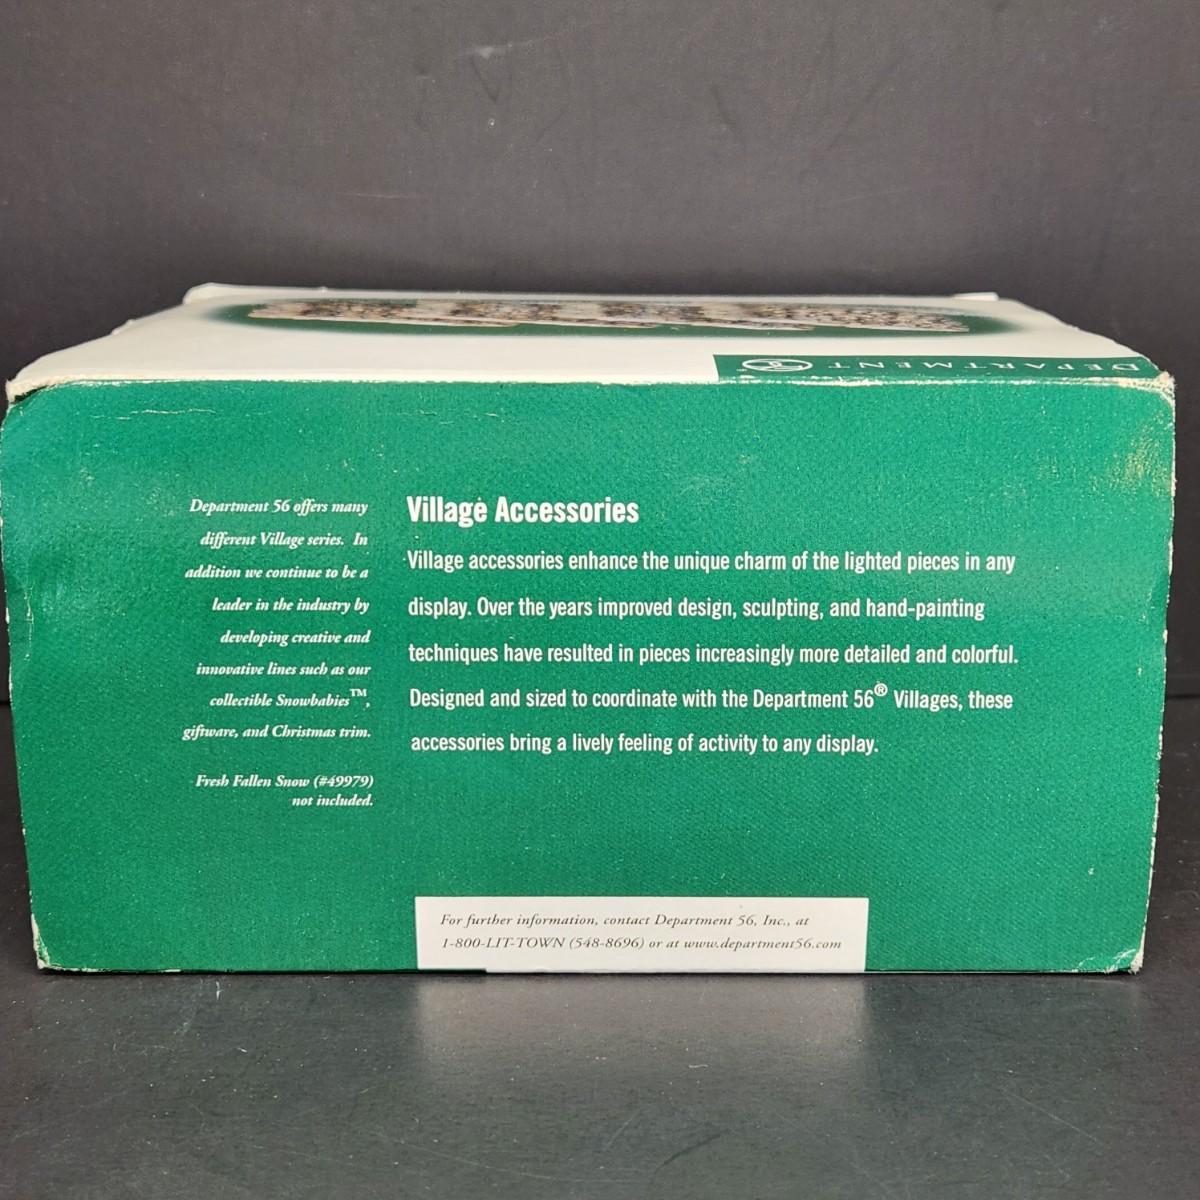 DEPARTMENT 56
Department 56 offers many
different Village series. In
addition we continue to be a
leader in the industry by
developing creative and
innovative lines such as our
collectible Snowbabies™,
giftware, and Christmas trim.
Fresh Fallen Snow (#49979)
not included.
Village Accessories
Village accessories enhance the unique charm of the lighted pieces in any
display. Over the years improved design, sculpting, and hand-painting
techniques have resulted in pieces increasingly more detailed and colorful.
Designed and sized to coordinate with the Department 56® Villages, these
accessories bring a lively feeling of activity to any display.
For further information, contact Department 56, Inc., at
1-800-LIT-TOWN (548-8696) or at www.department56.com